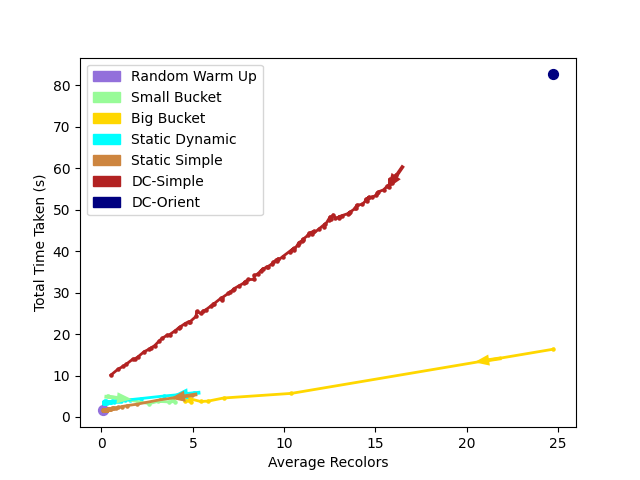 Random Warm Up
Small Bucket
Big Bucket
Static Dynamic
Static Simple
DC-Simple
DC-Orient
Total Time Taken (s)
80
70
60
50
40
30
20
10
0
0 5 10 15 20 25
Average Recolors